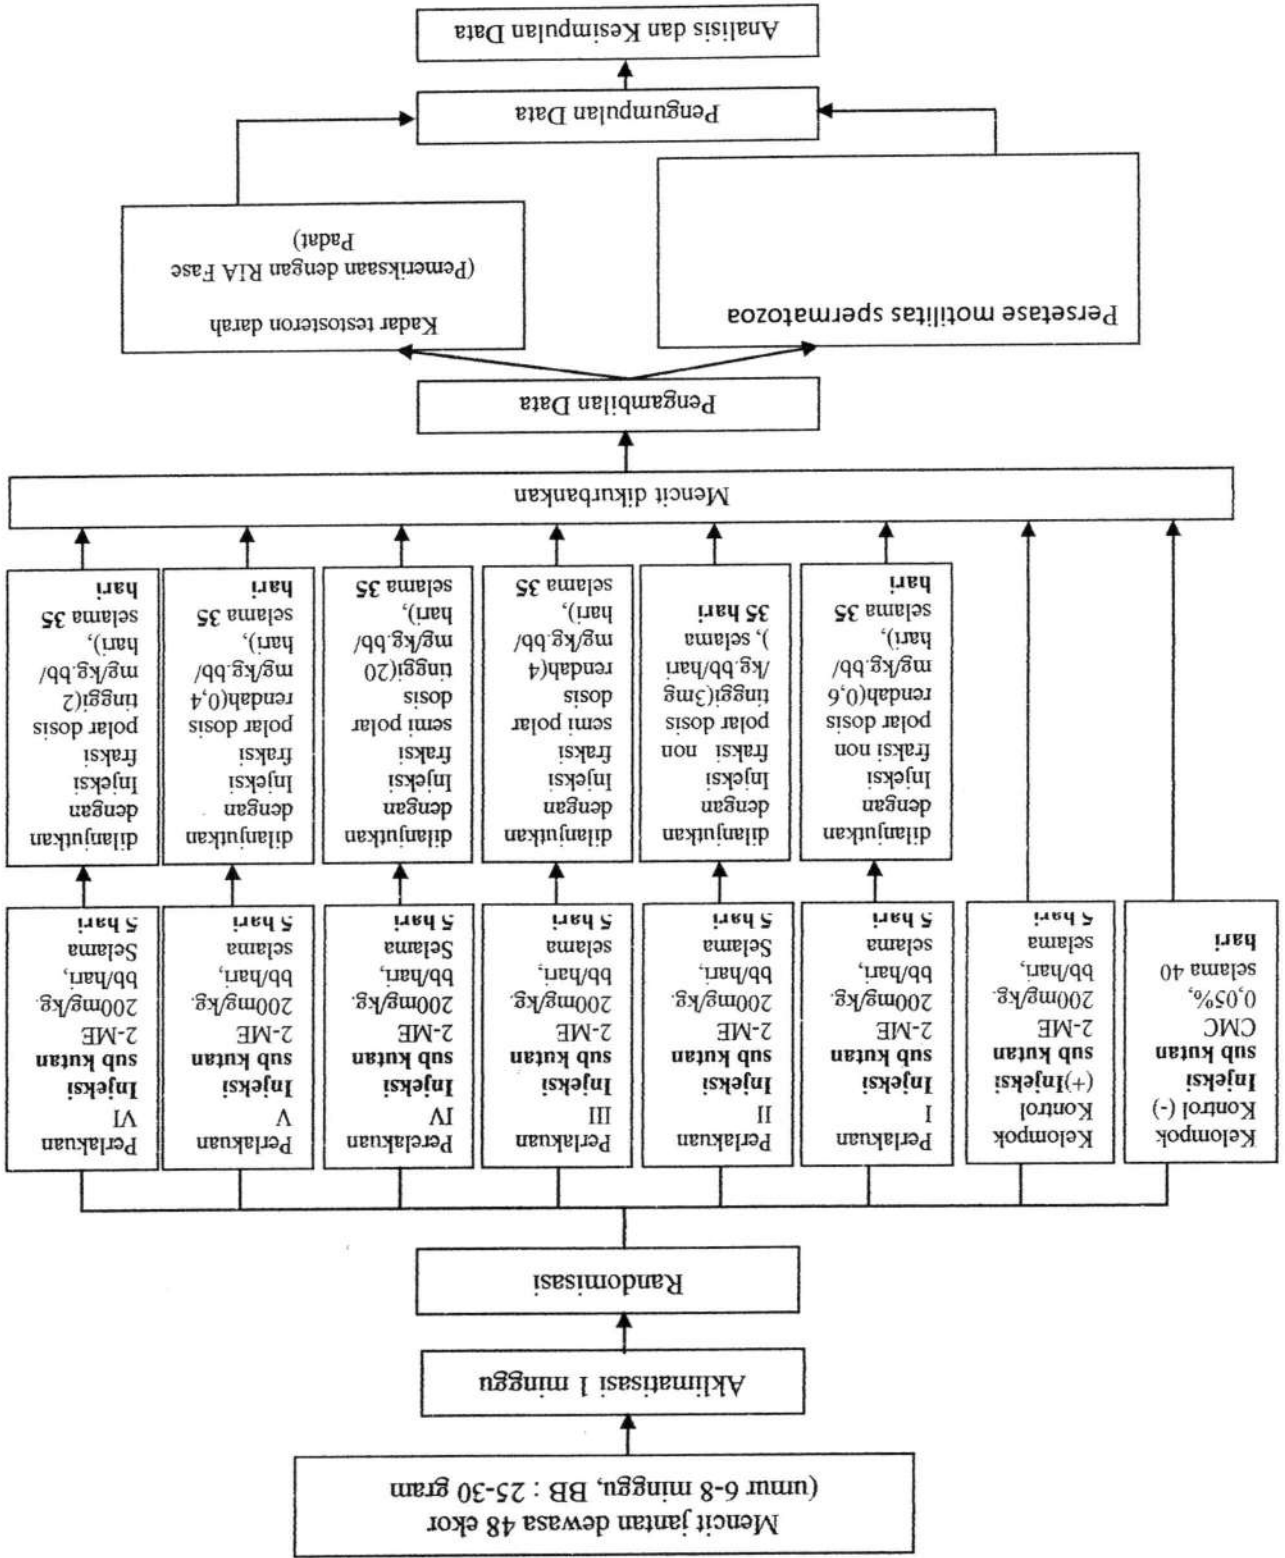 Mencit jantan dewasa 48 ekor
(umur 6-8 minggu, BB : 25-30 gram
Aklimatisasi 1 minggu
Randomisasi
Kelompok
Kontrol (-)
Injeksi
sub kutan
CMC
0,05%,
selama 40
hari
Kelompok
Kontrol
(+)Injeksi
sub kutan
2-ME
200mg/kg.
bb/hari,
selama
5 hari
Perlakuan
I
Injeksi
sub kutan
2-ME
200mg/kg.
bb/hari,
selama
5 hari
Perlakuan
II
Injeksi
sub kutan
2-ME
200mg/kg.
bb/hari,
Selama
5 hari
Perlakuan
III
Injeksi
sub kutan
2-ME
200mg/kg.
bb/hari,
selama
5 hari
Perelakuan
IV
Injeksi
sub kutan
2-ME
200mg/kg.
bb/hari,
Selama
5 hari
Perlakuan
V
Injeksi
sub kutan
2-ME
200mg/kg.
bb/hari,
selama
5 hari
Perlakuan
VI
Injeksi
sub kutan
2-ME
200mg/kg.
bb/hari,
Selama
5 hari
dilanjutkan
dengan
Injeksi
fraksi non
polar dosis
rendah(0,6
mg/kg.bb/
hari),
selama 35
hari
dilanjutkan
dengan
Injeksi
fraksi non
polar dosis
tinggi(3mg
/kg.bb/hari
), selama
35 hari
dilanjutkan
dengan
Injeksi
fraksi
semi polar
dosis
rendah(4
mg/kg.bb/
hari),
selama 35
dilanjutkan
dengan
Injeksi
fraksi
semi polar
dosis
tinggi(20
mg/kg.bb/
hari),
selama 35
dilanjutkan
dengan
Injeksi
fraksi
polar dosis
rendah(0,4
mg/kg.bb/
hari),
selama 35
hari
dilanjutkan
dengan
Injeksi
fraksi
polar dosis
tinggi(2
mg/kg.bb/
hari),
selama 35
hari
Mencit dikurbankan
Pengambilan Data
Persetase motilitas spermatozoa
Kadar testosteron darah
(Pemeriksaan dengan RIA Fase
Padat)
Pengumpulan Data
Analisis dan Kesimpulan Data